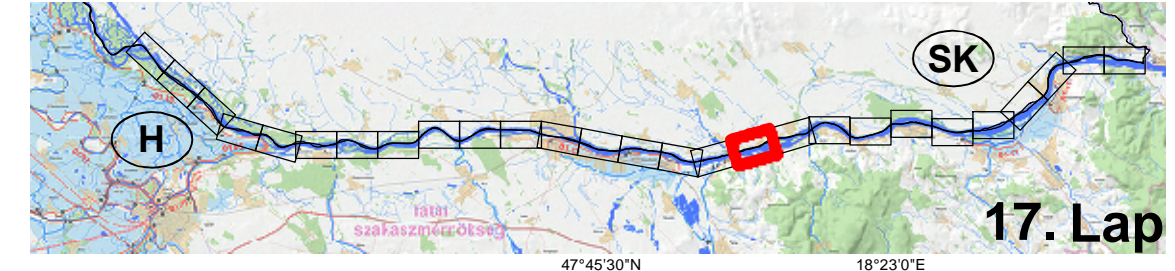 SK
H
17. Lap
tatai
szakaszmérnökség
47°45'30"N
18°23'0"E